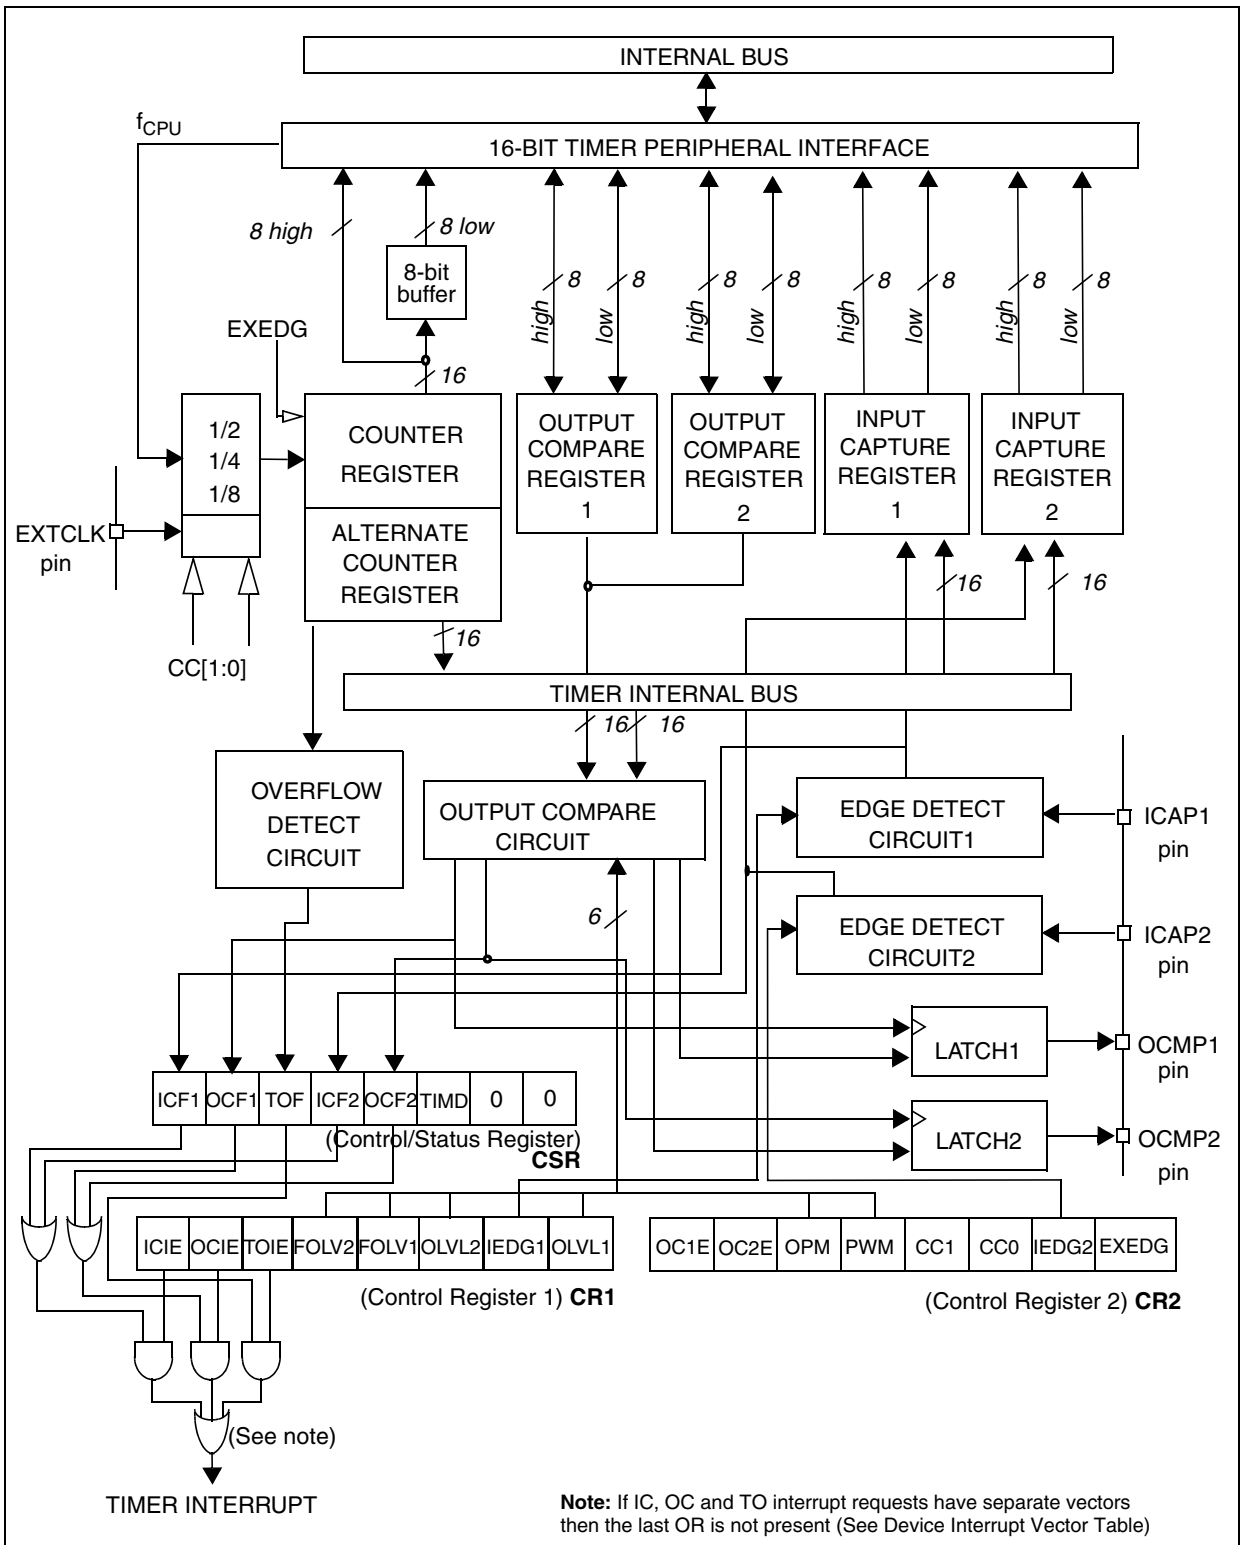 INTERNAL BUS
fCPU
16-BIT TIMER PERIPHERAL INTERFACE
8 high
8 low
8-bit
buffer
8
8
8
8
8
8
8
8
high
low
high
low
high
low
high
low
EXEDG
16
1/2
1/4
1/8
COUNTER
REGISTER
ALTERNATE
COUNTER
REGISTER
OUTPUT
COMPARE
REGISTER
1
OUTPUT
COMPARE
REGISTER
2
INPUT
CAPTURE
REGISTER
1
INPUT
CAPTURE
REGISTER
2
EXTCLK
pin
16
16
CC[1:0]
16
TIMER INTERNAL BUS
16
16
OVERFLOW
DETECT
CIRCUIT
OUTPUT COMPARE
CIRCUIT
EDGE DETECT
CIRCUIT1
ICAP1
pin
6
EDGE DETECT
CIRCUIT2
ICAP2
pin
LATCH1
OCMP1
pin
LATCH2
OCMP2
pin
ICF1 OCF1 TOF ICF2 OCF2 TIMD 0 0
(Control/Status Register)
CSR
ICIE OCIE TOIE FOLV2 FOLV1 OLVL2 IEDG1 OLVL1
(Control Register 1) CR1
OC1E OC2E OPM PWM CC1 CC0 IEDG2 EXEDG
(Control Register 2) CR2
(See note)
TIMER INTERRUPT
Note: If IC, OC and TO interrupt requests have separate vectors
then the last OR is not present (See Device Interrupt Vector Table)